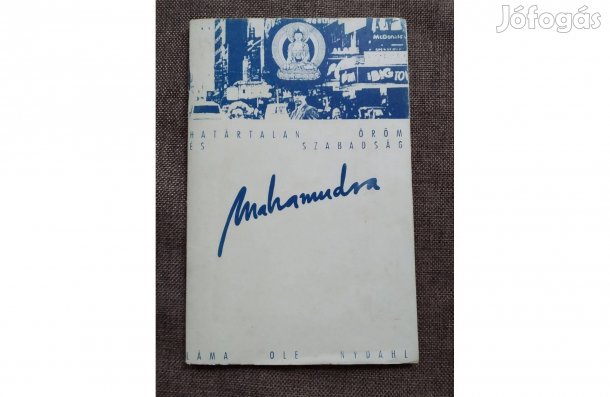 Jófogás
McDonald's
BIG TO
HATÁRTALAN ÖRÖM
ÉS SZABADSÁG
Mahamudra
LÁMA OLE NYDAHL